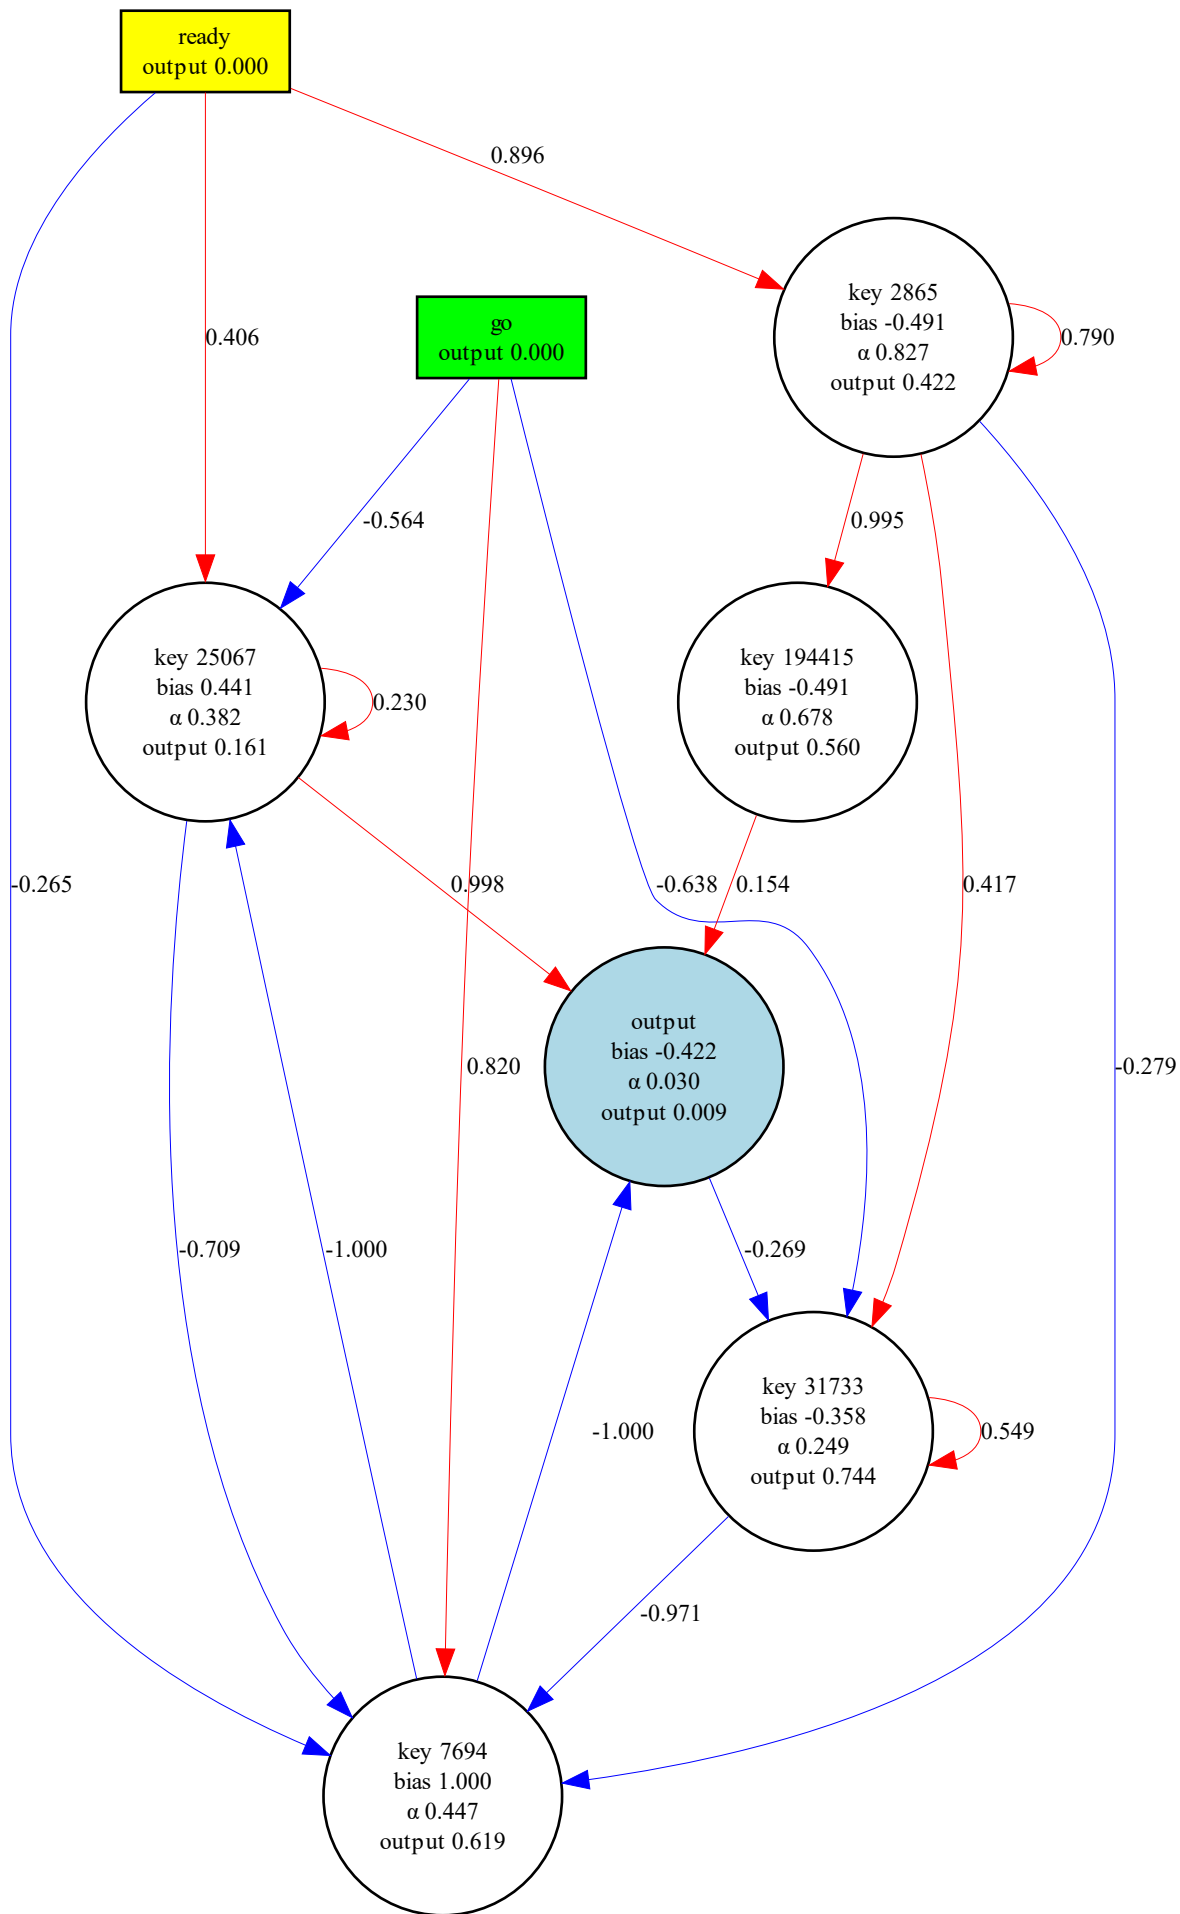 ready
output 0.000
0.896
key 2865
bias -0.491
α 0.827
output 0.422
0.790
go
output 0.000
0.406
-0.564
0.995
key 25067
bias 0.441
α 0.382
output 0.161
0.230
key 194415
bias -0.491
α 0.678
output 0.560
-0.265
0.998
-0.638
0.154
0.417
output
bias -0.422
α 0.030
output 0.009
0.820
-0.279
-0.709
-1.000
-0.269
key 31733
bias -0.358
α 0.249
output 0.744
-1.000
0.549
-0.971
key 7694
bias 1.000
α 0.447
output 0.619